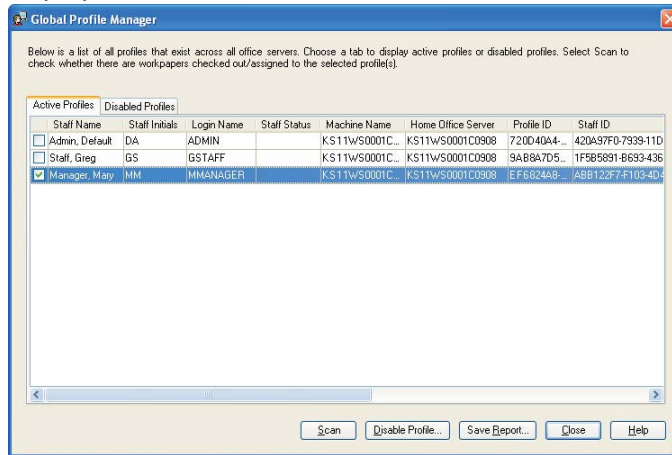 Global Profile Manager
Below is a list of all profiles that exist across all office servers. Choose a tab to display active profiles or disabled profiles. Select Scan to
check whether there are workpapers checked out/assigned to the selected profile(s).
Active Profiles Disabled Profiles
Staff Name Staff Initials Login Name Staff Status Machine Name Home Office Server Profile ID Staff ID
Admin, Default DA ADMIN KS11WS0001C... KS11WS0001C0908 720D40A4-... 420A97F0-7939-11D
Staff, Greg GS GSTAFF KS11WS0001C... KS11WS0001C0908 9AB8A7D5... 1F5B5891-B693-436
Manager, Mary MM MMANAGER KS11WS0001C... KS11WS0001C0908 EF6824A8-... ABB122F7-F103-4D4
Scan Disable Profile... Save Report... Close Help